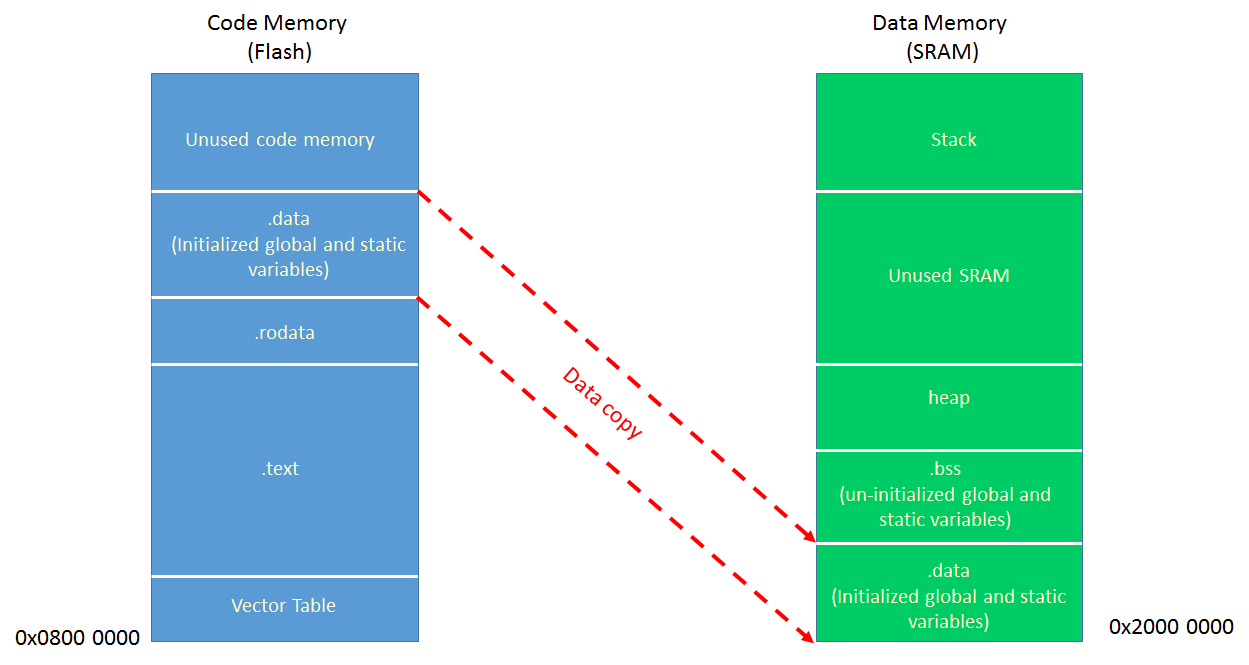 Code Memory
(Flash)
Unused code memory
.data
(Initialized global and static
variables)
.rodata
.text
Vector Table
0x0800 0000
Data copy
Data Memory
(SRAM)
Stack
Unused SRAM
heap
.bss
(un-initialized global and
static variables)
.data
(Initialized global and static
variables)
0x2000 0000